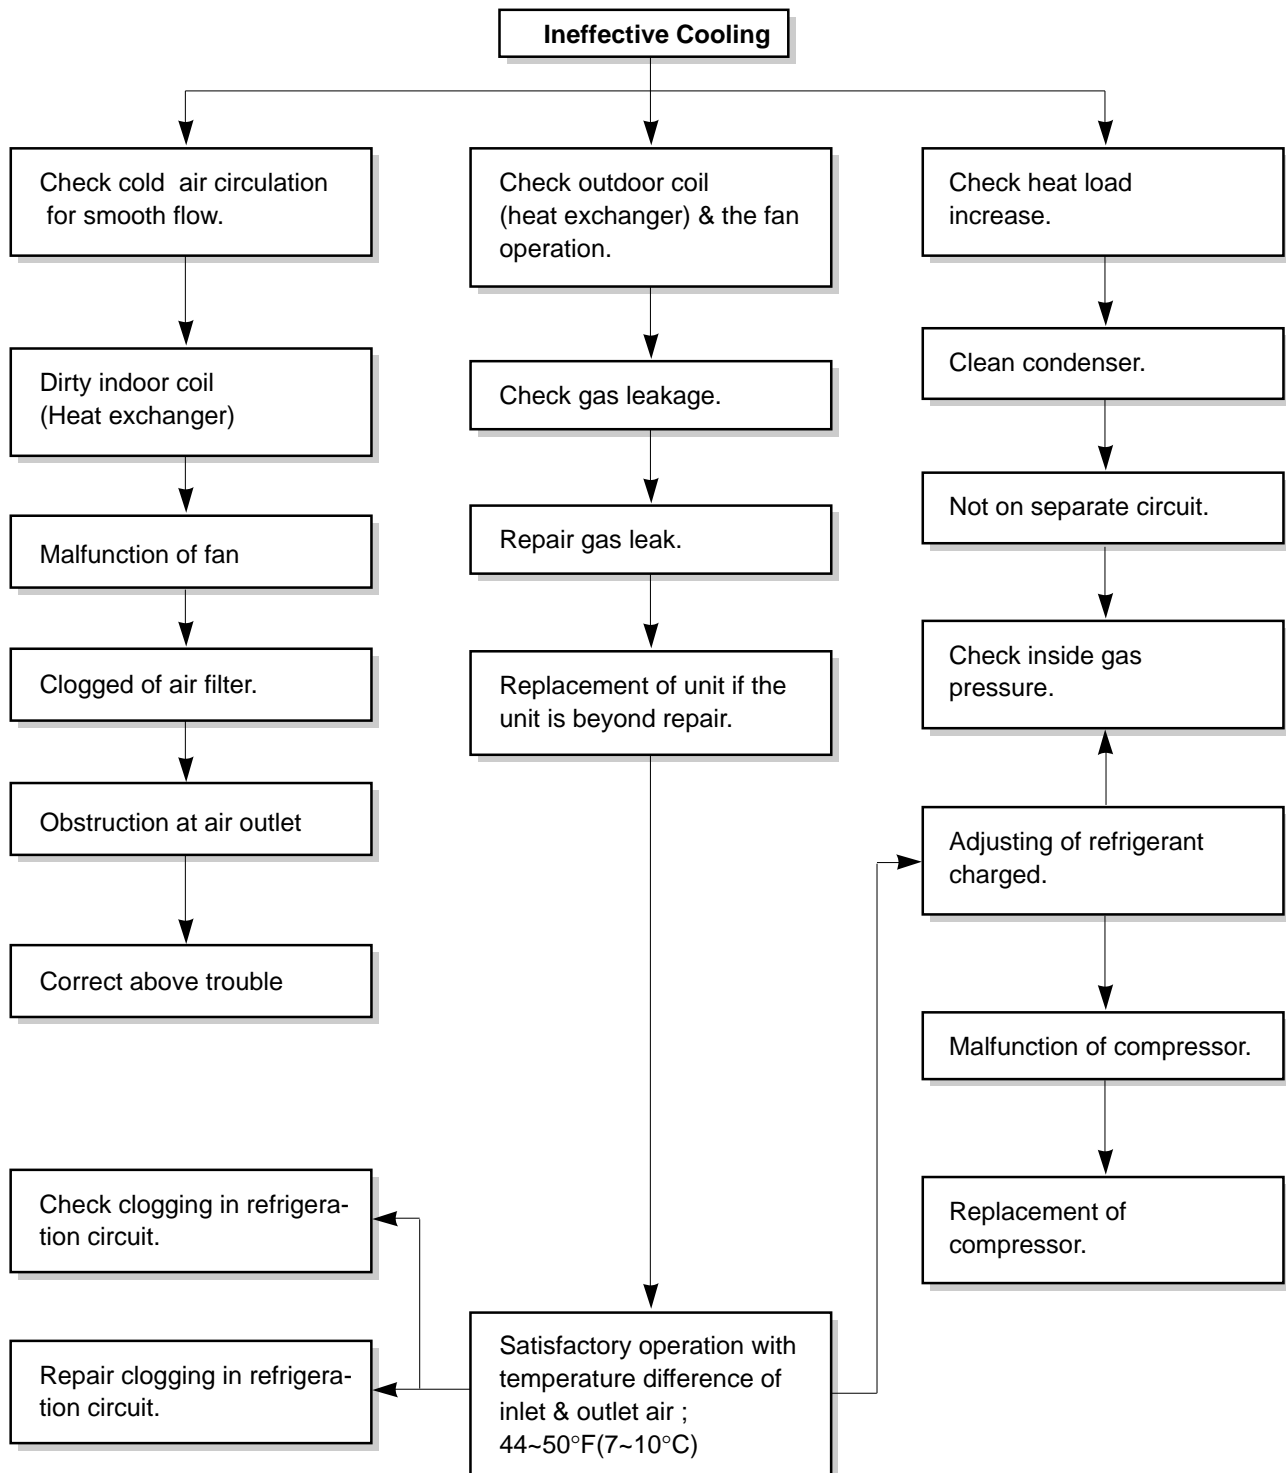 Ineffective Cooling
Check cold air circulation
for smooth flow.
Dirty indoor coil
(Heat exchanger)
Malfunction of fan
Clogged of air filter.
Obstruction at air outlet
Correct above trouble
Check clogging in refrigera-
tion circuit.
Repair clogging in refrigera-
tion circuit.
Check outdoor coil
(heat exchanger) & the fan
operation.
Check gas leakage.
Repair gas leak.
Replacement of unit if the
unit is beyond repair.
Satisfactory operation with
temperature difference of
inlet & outlet air ;
44~50°F(7~10°C)
Check heat load
increase.
Clean condenser.
Not on separate circuit.
Check inside gas
pressure.
Adjusting of refrigerant
charged.
Malfunction of compressor.
Replacement of
compressor.